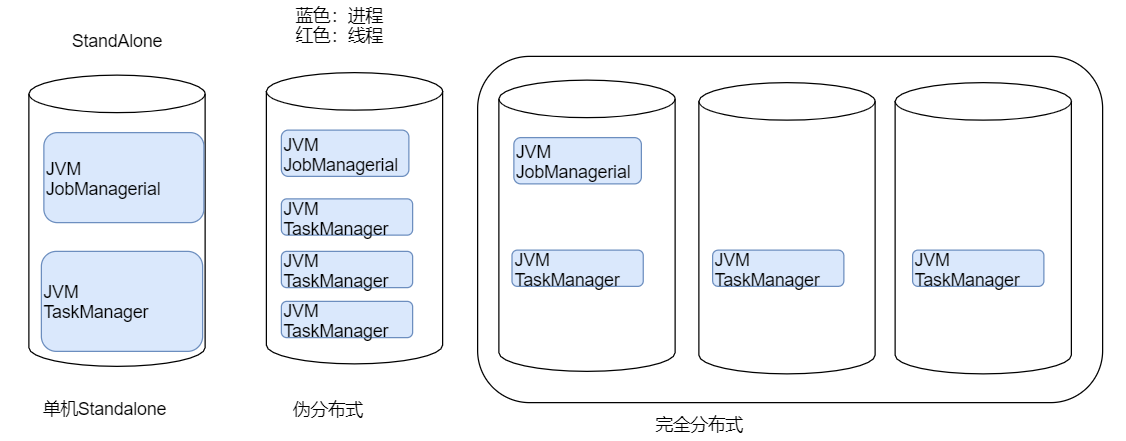 蓝色：进程
红色：线程
StandAlone
JVM
JobManagerial
JVM
TaskManager
单机Standalone
JVM
JobManagerial
JVM
TaskManager
JVM
TaskManager
JVM
TaskManager
伪分布式
JVM
JobManagerial
JVM
TaskManager
JVM
TaskManager
JVM
TaskManager
完全分布式